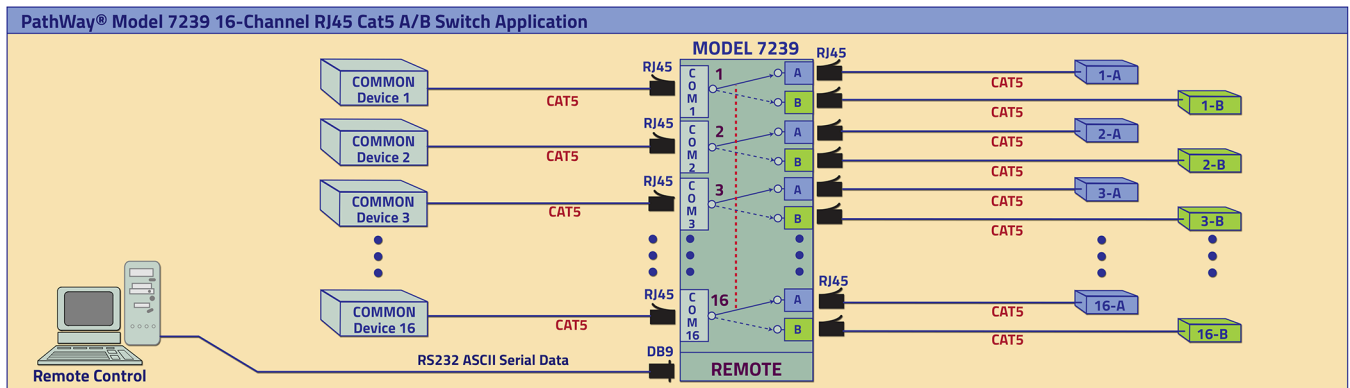 PathWay® Model 7239 16-Channel RJ45 Cat5 A/B Switch Application
MODEL 7239
COMMON
Device 1
CAT5
RJ45
COM1
1
A
B
RJ45
CAT5
1-A
CAT5
1-B
COMMON
Device 2
CAT5
RJ45
COM2
2
A
B
CAT5
2-A
CAT5
2-B
COMMON
Device 3
CAT5
RJ45
COM3
3
A
B
CAT5
3-A
CAT5
3-B
COMMON
Device 16
CAT5
RJ45
COM16
16
A
B
RJ45
CAT5
16-A
CAT5
16-B
RS232 ASCII Serial Data
DB9
REMOTE
Remote Control